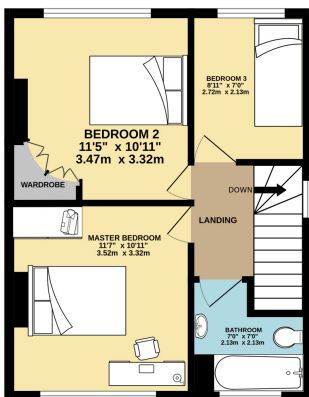 BEDROOM 3
8'11" x 7'0"
2.72m x 2.13m
BEDROOM 2
11'5" x 10'11"
3.47m x 3.32m
WARDROBE
DOWN
LANDING
MASTER BEDROOM
11'7" x 10'11"
3.52m x 3.32m
BATHROOM
7'0" x 7'0"
2.13m x 2.13m